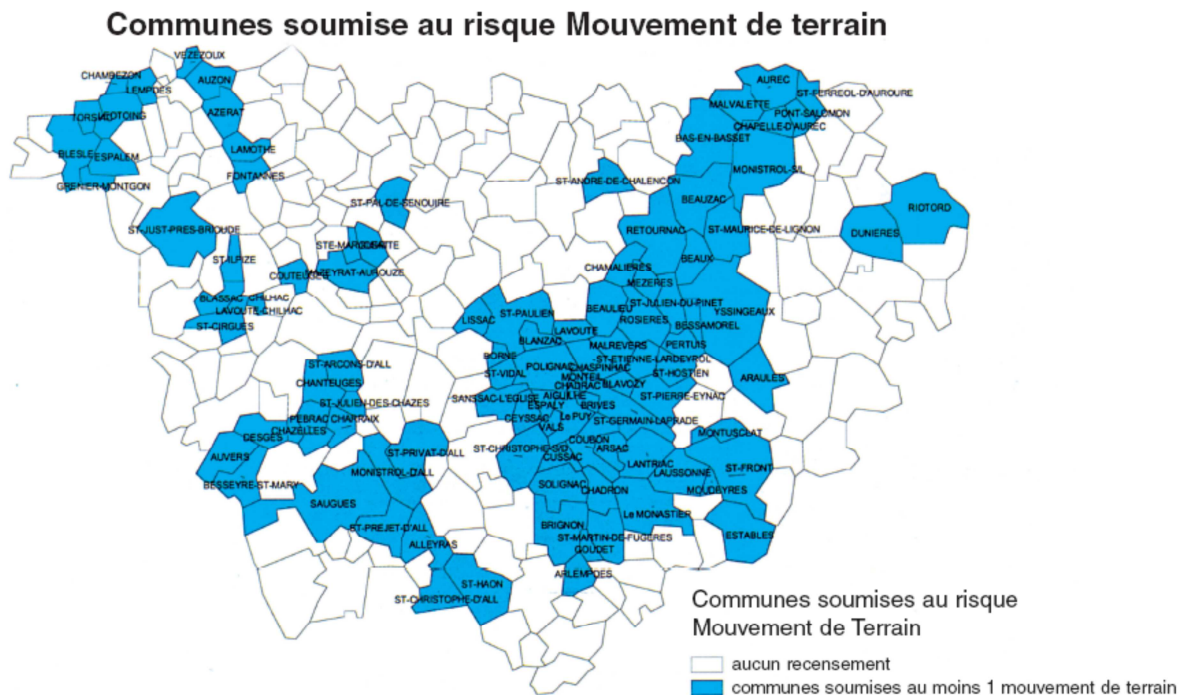 Communes soumise au risque Mouvement de terrain
VEZEZOUX
CHAMBEZON
AUZON
LEMPDES
AZERAT
BLESLE
ESPALEM
LAMOTHE
GRENIER-MONTGON
FONTANNES
ST-JUST-PRES-BRIOUDE
ST-ILPIZE
ST-PAL-DE-SENOUIRE
COUTEUGES
BLASSAC
CHILHAC
LAVOUTE-CHILHAC
ST-CIRGUES
AUREC
ST-FERREOL-D'AUROURE
MALVALETTE
PONT-SALOMON
CHAPELLE-D'AUREC
BAS-EN-BASSET
MONISTROL-S/L
ST-ANDRE-DE-CHALENCON
BEAUZAC
RIOTORD
RETOURNAC
ST-MAURICE-DE-LIGNON
DUNIERES
BEAUX
CHAMALIERES
MEZERES
BEAULIEU
ST-JULIEN-DU-PINET
ROSIERES
YSSINGEAUX
BESSAMOREL
LISSAC
ST-PAULIEN
LAVOUTE
BLANZAC
MALREVERS
PERTUIS
BORNE
ST-VIDAL
POLIGNAC
CHASPINHAC
ST-ETIENNE-LARDEYROL
MONTEIL
ST-HOSTIEN
CHADRAC
BLAVOZY
ARAULES
SANSSAC-L'EGLISE
AIGUILHE
ST-PIERRE-EYNAC
ESPALY
BRIVES
CEYSSAC
Le PUY
VALS
ST-GERMAIN-LAPRADE
MONTUSCLAT
ST-CHRISTOPHE-S/D
COUBON
ARSAC
CUSSAC
LANTRIAC
ST-FRONT
LAUSSONNE
SOLIGNAC
CHADRON
MOUDEYRES
Le MONASTIER
BRIGNON
ESTABLES
ST-MARTIN-DE-FUGERES
GOUDET
ARLEMPDES
ST-ARCONS-D'ALL
CHANTEUGES
ST-JULIEN-DES-CHAZES
PEBRAC
CHARRAIX
CHAZELLES
DESGES
AUVERS
ST-PRIVAT-D'ALL
BESSEYRE-ST-MARY
MONISTROL-D'ALL
SAUGUES
ST-PREJET-D'ALL
ALLEYRAS
ST-HAON
ST-CHRISTOPHE-D'ALL
Communes soumises au risque
Mouvement de Terrain
aucun recensement
communes soumises au moins 1 mouvement de terrain